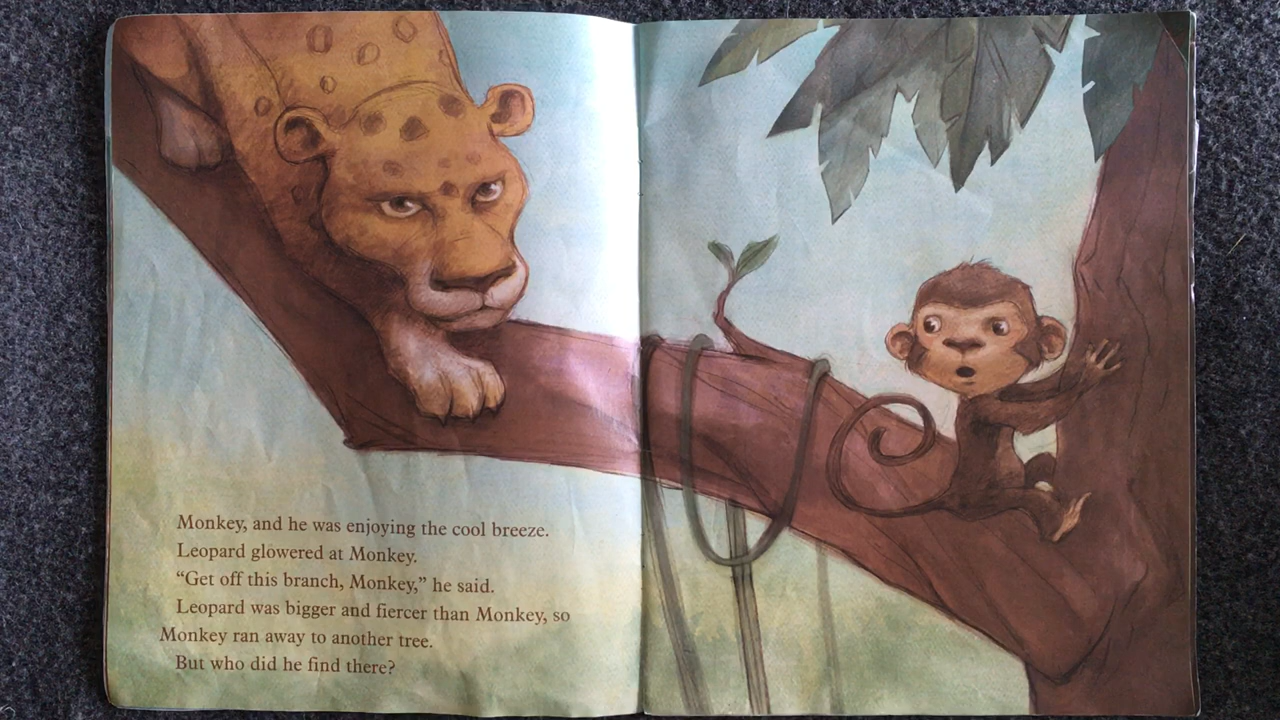 Monkey, and he was enjoying the cool breeze.
Leopard glowered at Monkey.
“Get off this branch, Monkey,” he said.
Leopard was bigger and fiercer than Monkey, so
Monkey ran away to another tree.
But who did he find there?